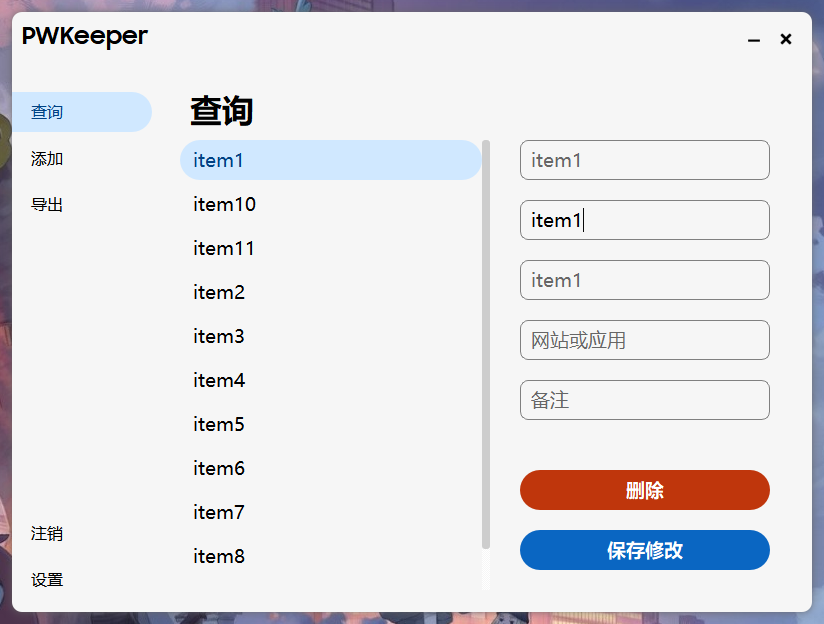 PWKeeper
查询
添加
导出
注销
设置
查询
item1
item10
item11
item2
item3
item4
item5
item6
item7
item8
item1
item1
item1
网站或应用
备注
删除
保存修改